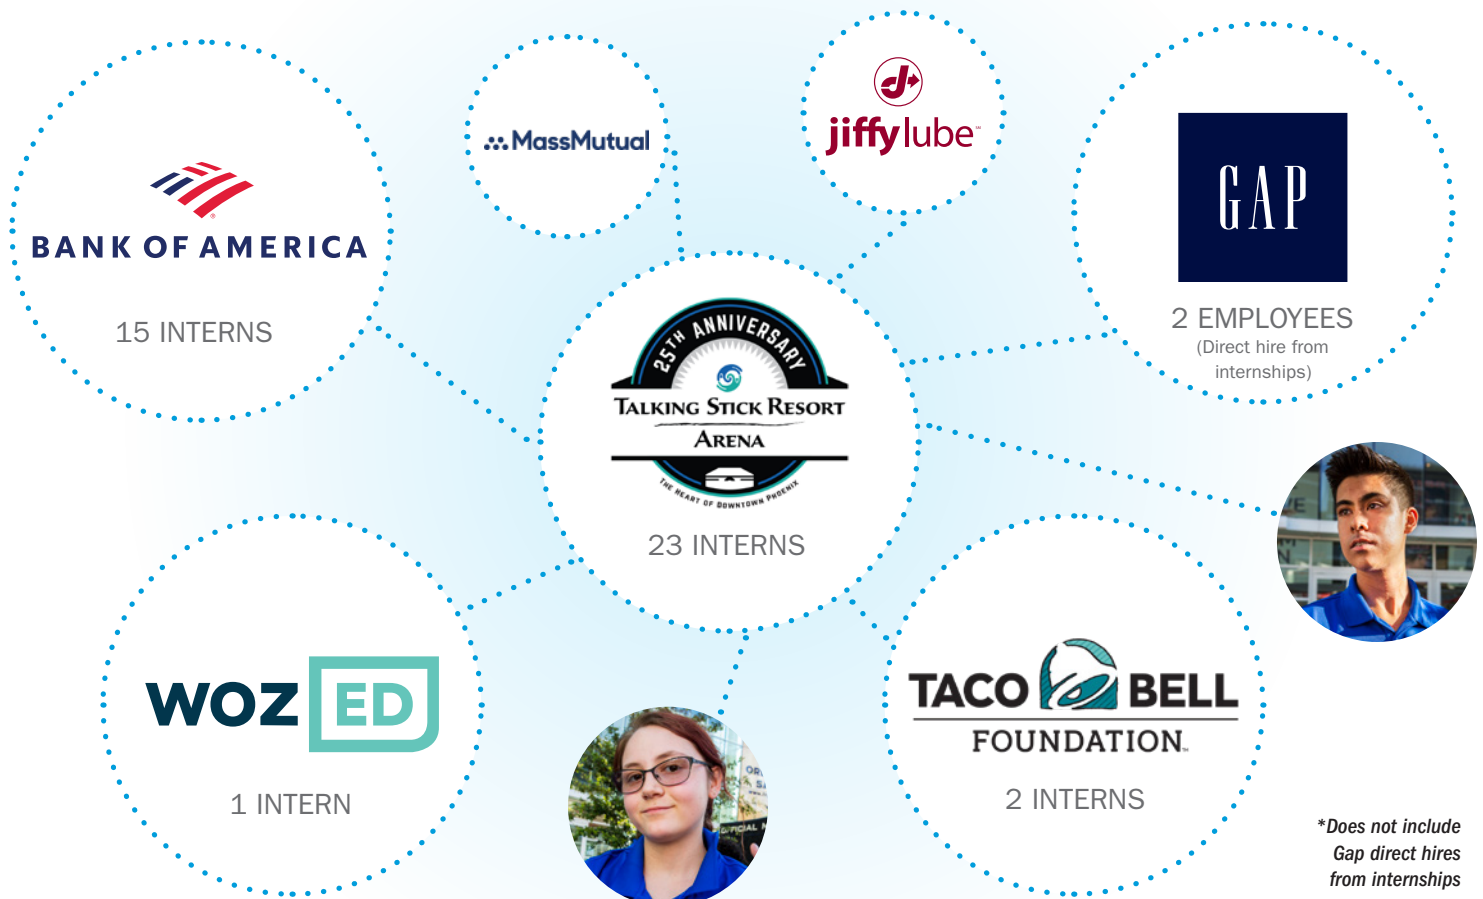 MassMutual
jiffylube
BANK OF AMERICA
15 INTERNS
GAP
2 EMPLOYEES
(Direct hire from
internships)
25TH ANNIVERSARY
TALKING STICK RESORT
ARENA
THE HEART OF DOWNTOWN PHOENIX
23 INTERNS
WOZ ED
1 INTERN
TACO BELL
FOUNDATION
2 INTERNS
*Does not include
Gap direct hires
from internships